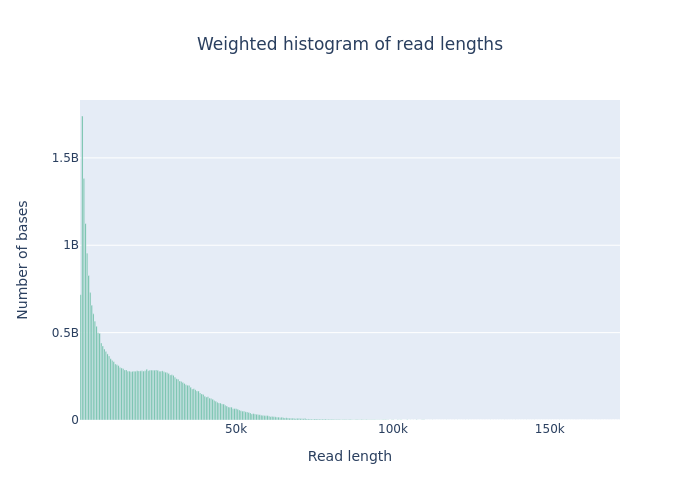 Weighted histogram of read lengths
Number of bases
1.5B
1B
0.5B
0
50k
100k
150k
Read length